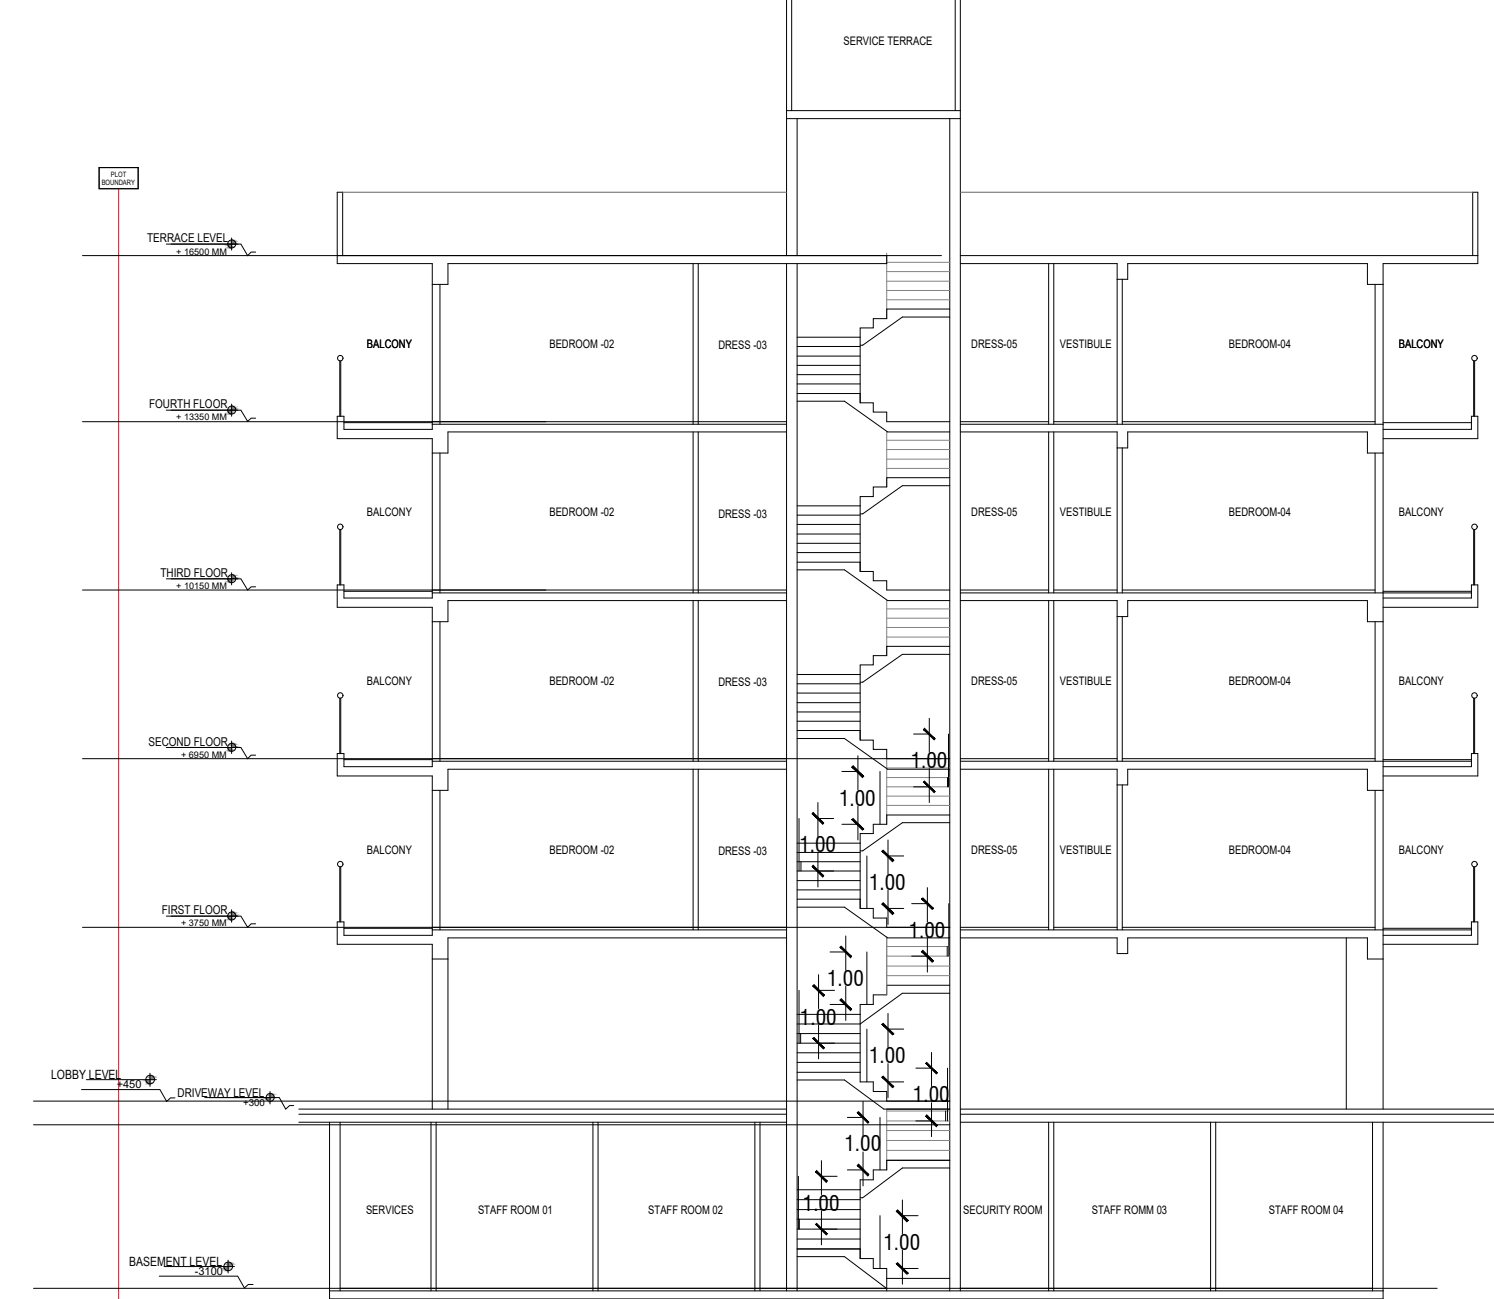 SERVICE TERRACE
PLOT
BOUNDARY
TERRACE LEVEL
+ 16500 MM
BALCONY
BEDROOM -02
DRESS -03
DRESS-05
VESTIBULE
BEDROOM-04
BALCONY
FOURTH FLOOR
+ 13350 MM
BALCONY
BEDROOM -02
DRESS -03
DRESS-05
VESTIBULE
BEDROOM-04
BALCONY
THIRD FLOOR
+ 10150 MM
BALCONY
BEDROOM -02
DRESS -03
DRESS-05
VESTIBULE
BEDROOM-04
BALCONY
SECOND FLOOR
+ 6950 MM
1.00
1.00
1.00
BALCONY
BEDROOM -02
DRESS -03
DRESS-05
VESTIBULE
BEDROOM-04
BALCONY
1.00
FIRST FLOOR
+ 3750 MM
1.00
1.00
1.00
1.00
LOBBY LEVEL
+450
DRIVEWAY LEVEL
+300
1.00
1.00
1.00
SERVICES
STAFF ROOM 01
STAFF ROOM 02
SECURITY ROOM
STAFF ROMM 03
STAFF ROOM 04
1.00
BASEMENT LEVEL
-3100